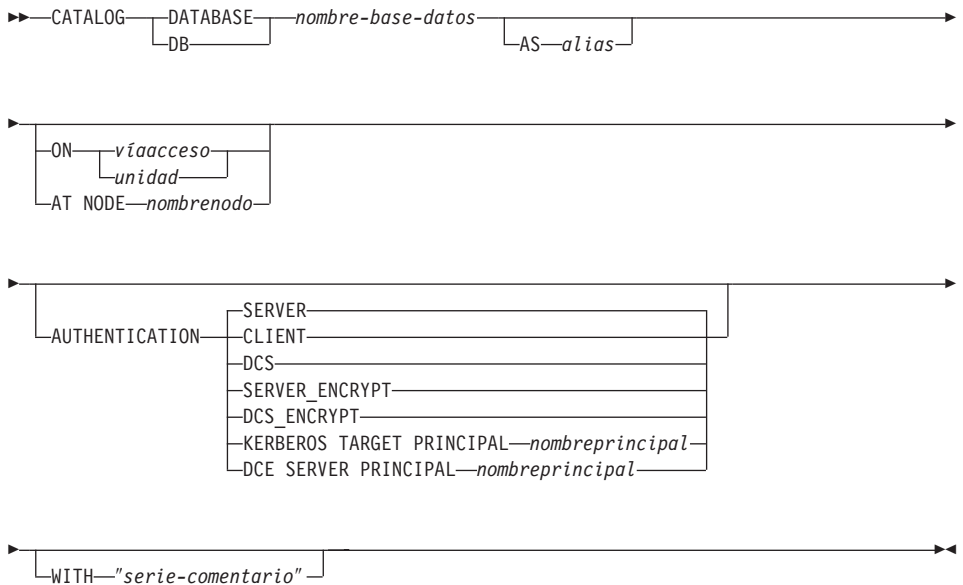 CATALOG DATABASE nombre-base-datos
DB AS alias
ON víaacceso
unidad
AT NODE nombrenodo
SERVER
AUTHENTICATION CLIENT
DCS
SERVER_ENCRYPT
DCS_ENCRYPT
KERBEROS TARGET PRINCIPAL nombreprincipal
DCE SERVER PRINCIPAL nombreprincipal
WITH "serie-comentario"